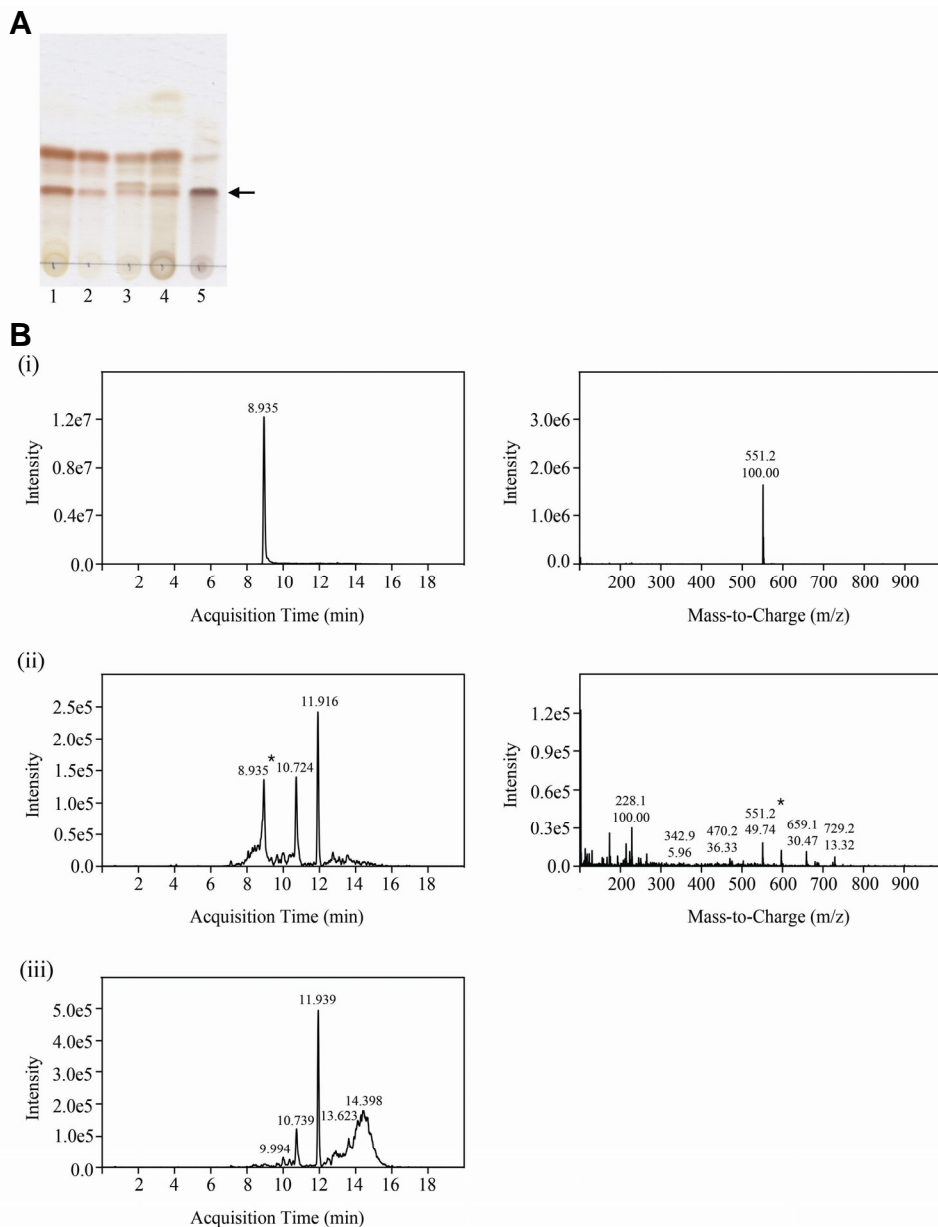 A
1 2 3 4 5
B
(i)
8.935
1.2e7
0.8e7
0.4e7
0.0
Intensity
2 4 6 8 10 12 14 16 18
Acquisition Time (min)
551.2
100.00
3.0e6
2.0e6
1.0e6
0.0
Intensity
200 300 400 500 600 700 800 900
Mass-to-Charge (m/z)
(ii)
11.916
8.935
*
10.724
2.5e5
2.0e5
1.5e5
1.0e5
0.5e5
0.0
Intensity
2 4 6 8 10 12 14 16 18
Acquisition Time (min)
228.1
100.00
342.9
5.96
470.2
36.33
551.2
49.74
*
659.1
30.47
729.2
13.32
1.2e5
0.9e5
0.6e5
0.3e5
0.0
Intensity
200 300 400 500 600 700 800 900
Mass-to-Charge (m/z)
(iii)
11.939
14.398
13.623
10.739
9.994
5.0e5
4.0e5
3.0e5
2.0e5
1.0e5
0.0
Intensity
2 4 6 8 10 12 14 16 18
Acquisition Time (min)